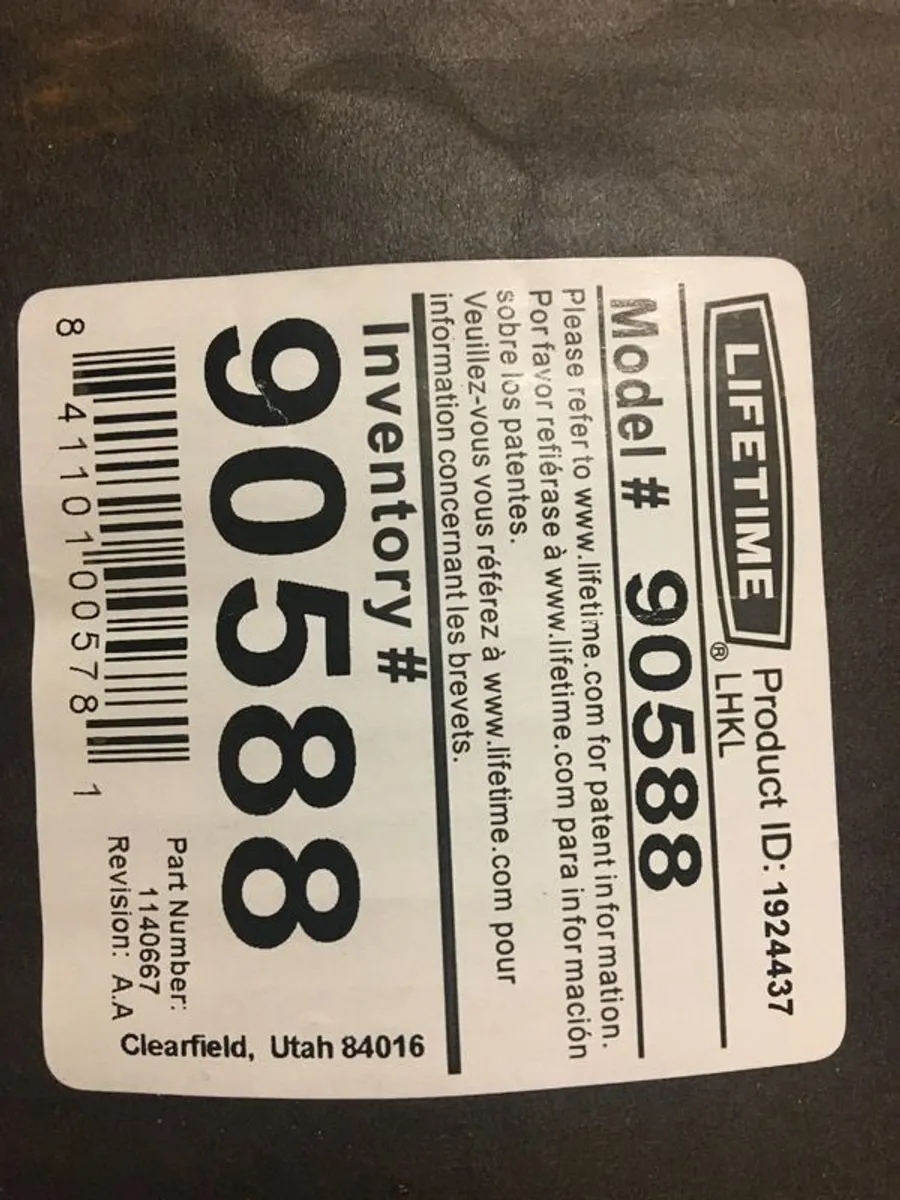 LIFETIME®
Product ID: 1924437
LHKL
Model # 90588
Please refer to www.lifetime.com for patent information.
Por favor refiérase à www.lifetime.com para información
sobre los patentes.
Veuillez-vous vous référez à www.lifetime.com pour
information concernant les brevets.
Inventory #
90588
8 41101 00578 1
Part Number:
1140667
Revision: A.A
Clearfield, Utah 84016